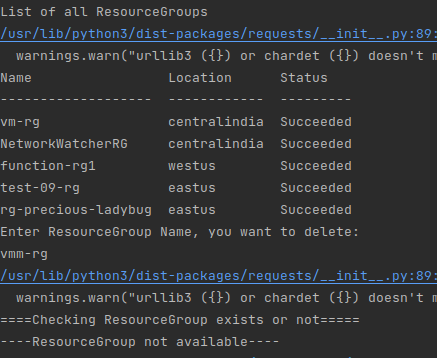 List of all ResourceGroups
/usr/lib/python3/dist-packages/requests/__init__.py:89:
warnings.warn("urllib3 ({}) or chardet ({}) doesn't m
Name Location Status
------------------- ------------ ---------
vm-rg centralindia Succeeded
NetworkWatcherRG centralindia Succeeded
function-rg1 westus Succeeded
test-09-rg eastus Succeeded
rg-precious-ladybug eastus Succeeded
Enter ResourceGroup Name, you want to delete:
vmm-rg
/usr/lib/python3/dist-packages/requests/__init__.py:89:
warnings.warn("urllib3 ({}) or chardet ({}) doesn't m
====Checking ResourceGroup exists or not=====
----ResourceGroup not available----